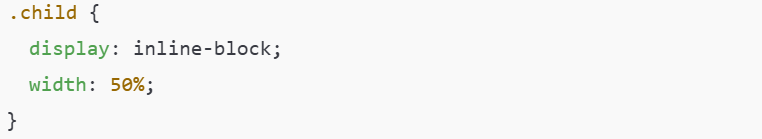 .child {
  display: inline-block;
  width: 50%;
}